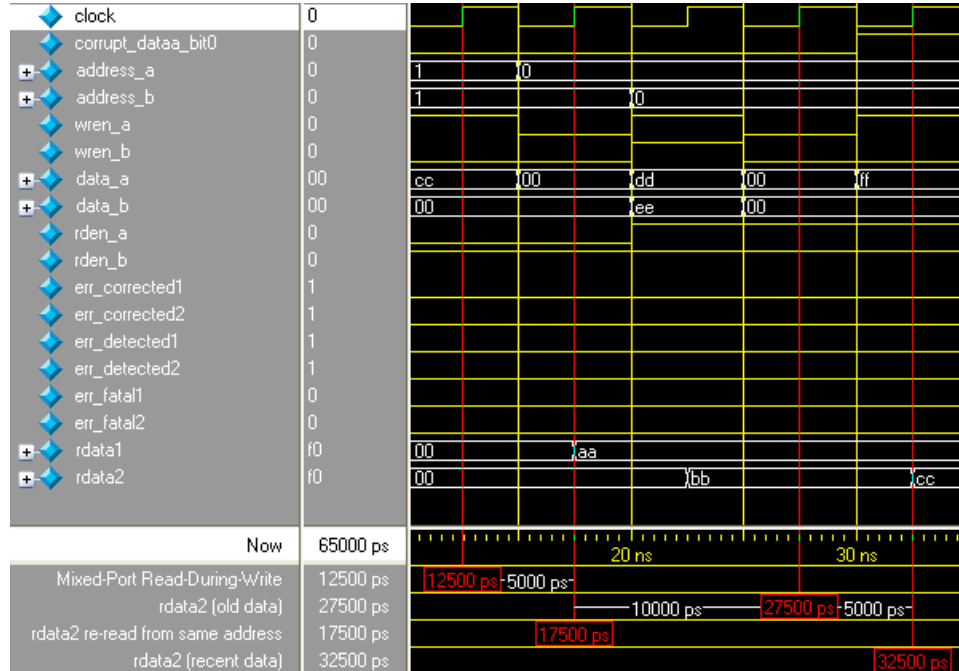 clock 0
corrupt_dataa_bit0 0
address_a 0 1 0
address_b 0 1 0
wren_a 0
wren_b 0
data_a 00 cc 00 dd 00 ff
data_b 00 00 ee 00
rden_a 0
rden_b 0
err_corrected1 1
err_corrected2 1
err_detected1 1
err_detected2 1
err_fatal1 0
err_fatal2 0
rdata1 f0 00 aa
rdata2 f0 00 bb cc
Now 65000 ps 20 ns 30 ns
Mixed-Port Read-During-Write 12500 ps 12500 ps 5000 ps
rdata2 (old data) 27500 ps 10000 ps 27500 ps 5000 ps
rdata2 re-read from same address 17500 ps 17500 ps
rdata2 (recent data) 32500 ps 32500 ps